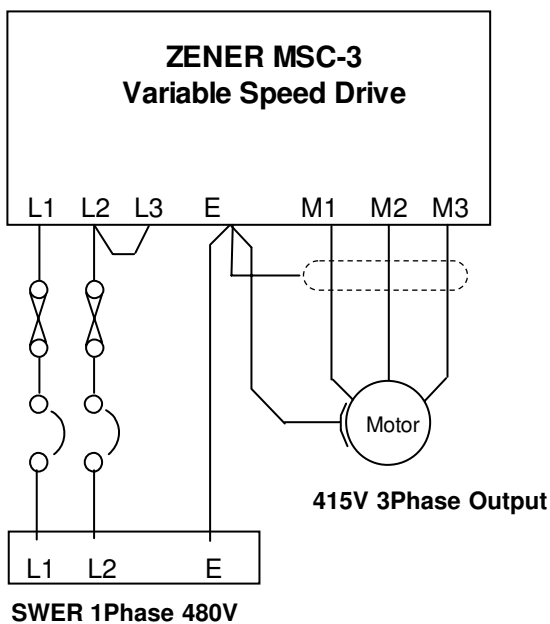 ZENER MSC-3
Variable Speed Drive
L1 L2 L3 E M1 M2 M3
Motor
415V 3Phase Output
L1 L2 E
SWER 1Phase 480V